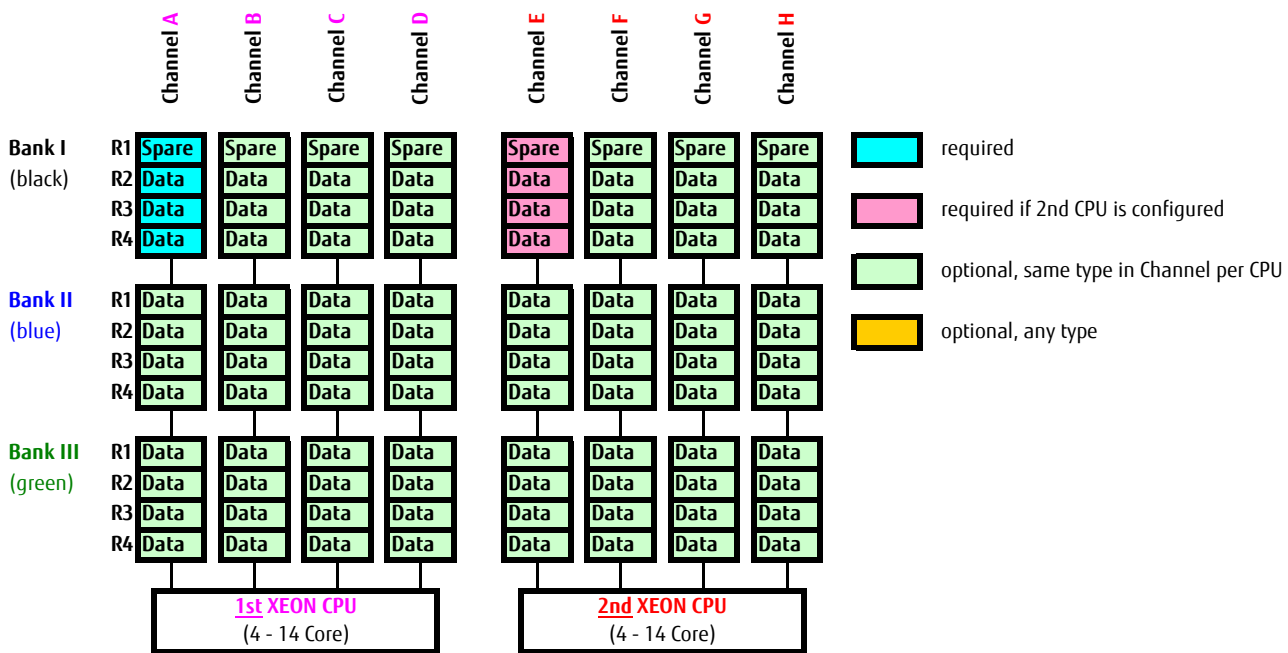 Channel A Channel B Channel C Channel D Channel E Channel F Channel G Channel H
Bank I R1 Spare Spare Spare Spare Spare Spare Spare Spare required
(black) R2 Data Data Data Data Data Data Data Data
R3 Data Data Data Data Data Data Data Data required if 2nd CPU is configured
R4 Data Data Data Data Data Data Data Data
optional, same type in Channel per CPU
Bank II R1 Data Data Data Data Data Data Data Data
(blue) R2 Data Data Data Data Data Data Data Data optional, any type
R3 Data Data Data Data Data Data Data Data
R4 Data Data Data Data Data Data Data Data
Bank III R1 Data Data Data Data Data Data Data Data
(green) R2 Data Data Data Data Data Data Data Data
R3 Data Data Data Data Data Data Data Data
R4 Data Data Data Data Data Data Data Data
1st XEON CPU 2nd XEON CPU
(4 - 14 Core) (4 - 14 Core)